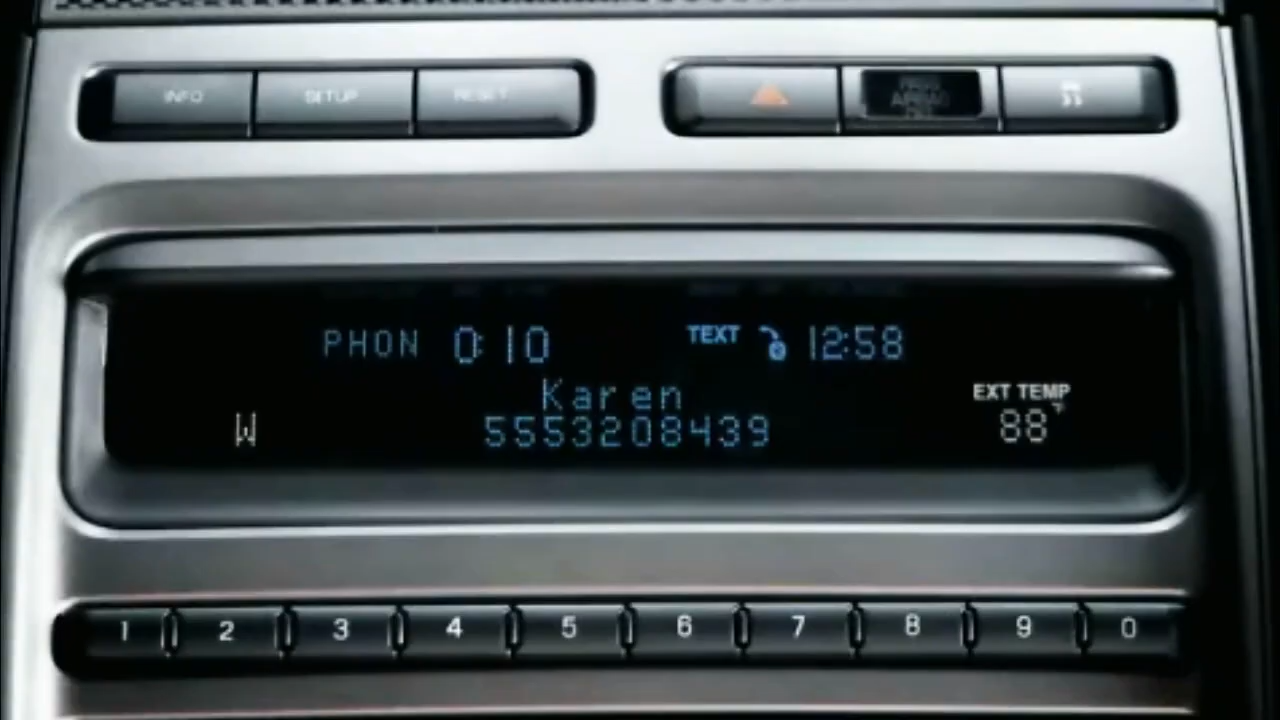 INFO SETUP RESET
PHON 0:10 TEXT 12:58
Karen
EXT TEMP
W 5553208439 88°F
1 2 3 4 5 6 7 8 9 0